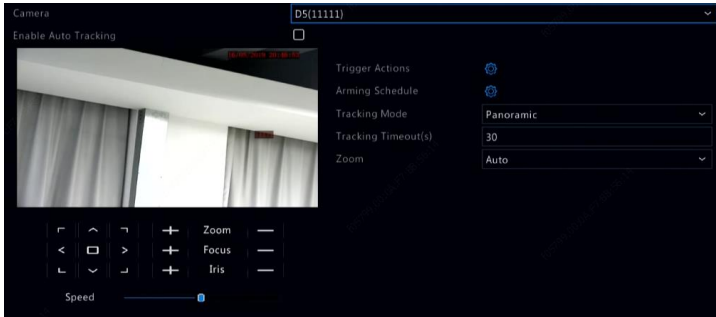 Camera
D5(11111)
Enable Auto Tracking
Trigger Actions
Arming Schedule
Tracking Mode
Panoramic
Tracking Timeout(s)
30
Zoom
Auto
Zoom
Focus
Iris
Speed